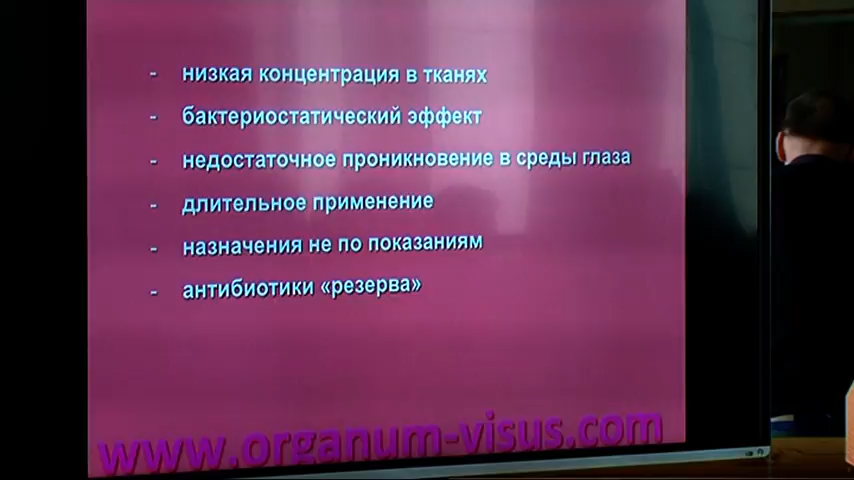 - низкая концентрация в тканях
- бактериостатический эффект
- недостаточное проникновение в среды глаза
- длительное применение
- назначения не по показаниям
- антибиотики «резерва»
www.organum-visus.com